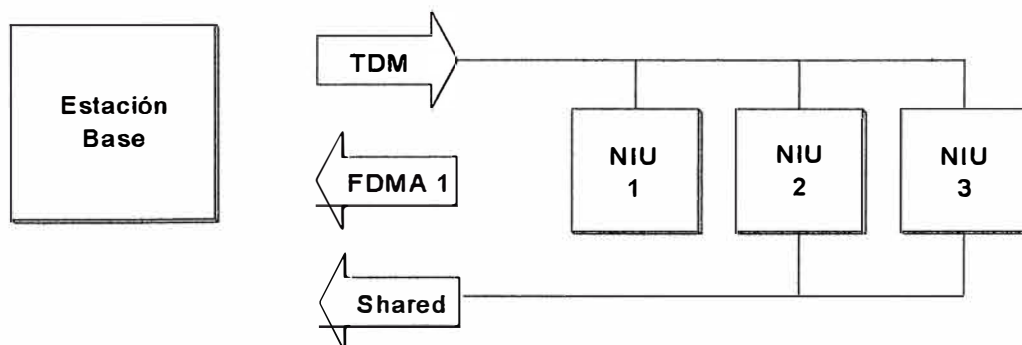 Estación
Base
TDM
FDMA 1
Shared
NIU
1
NIU
2
NIU
3